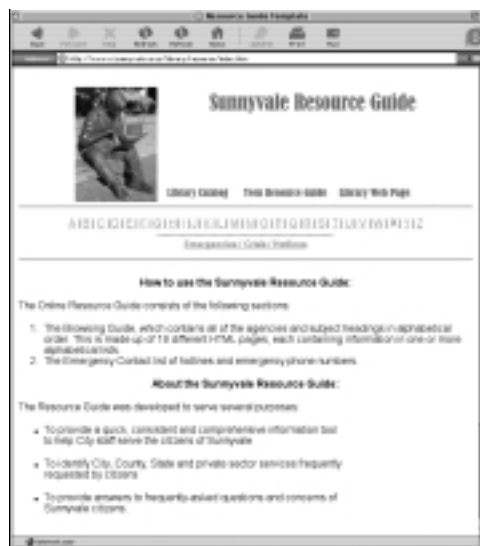 Resource Guide Template
Sunnyvale Resource Guide
Library Catalog Teen Resource Guide Library Web Page
A|B|C|D|E|F|G|H|I|J|K|L|M|N|O|P|Q|R|S|T|U|V|W|X|Y|Z
Emergencies / Crisis / Hotlines
How to use the Sunnyvale Resource Guide:
The Online Resource Guide consists of the following sections:
1. The Browsing Guide, which contains all of the agencies and subject headings in alphabetical
order. This is made up of 18 different HTML pages, each containing information in one or more
alphabetical lists.
2. The Emergency Contact list of hotlines and emergency phone numbers.
About the Sunnyvale Resource Guide:
The Resource Guide was developed to serve several purposes:
• To provide a quick, consistent and comprehensive information tool
to help City staff serve the citizens of Sunnyvale
• To identify City, County, State and private sector services frequently
requested by citizens
• To provide answers to frequently-asked questions and concerns of
Sunnyvale citizens.